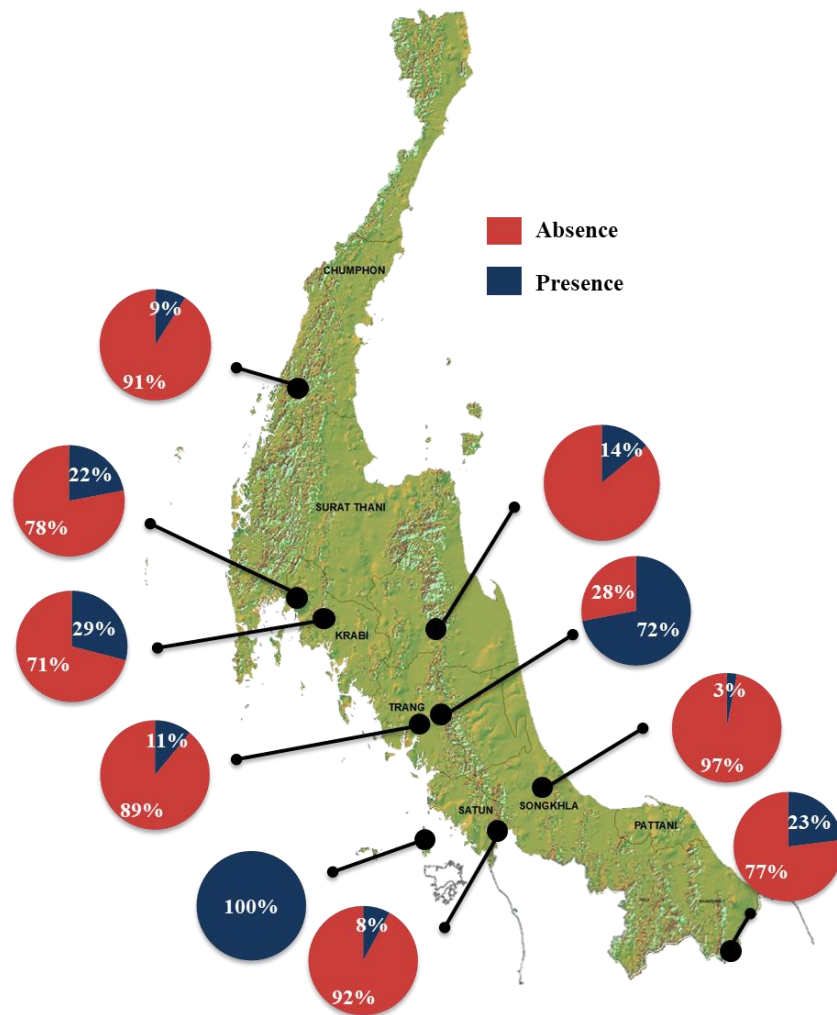 Absence
Presence
CHUMPHON
9%
91%
14%
22%
SURAT THANI
78%
28%
72%
29%
KRABI
71%
3%
TRANG
11%
97%
89%
SATUN
SONGKHLA
PATTANI
23%
77%
100%
8%
92%